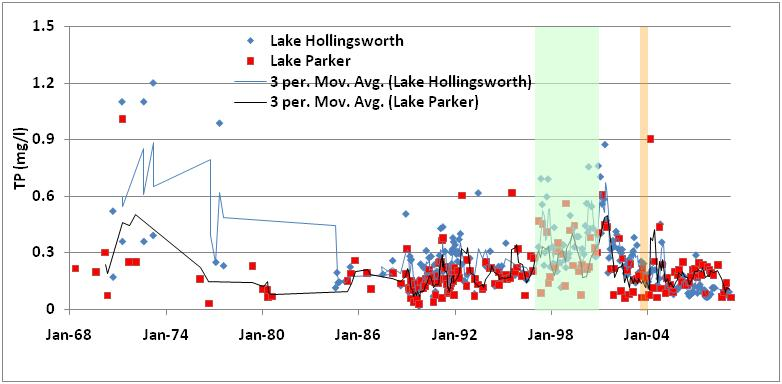 1.5
1.2
0.9
0.6
0.3
0
TP (mg/l)
Lake Hollingsworth
Lake Parker
3 per. Mov. Avg. (Lake Hollingsworth)
3 per. Mov. Avg. (Lake Parker)
Jan-68 Jan-74 Jan-80 Jan-86 Jan-92 Jan-98 Jan-04